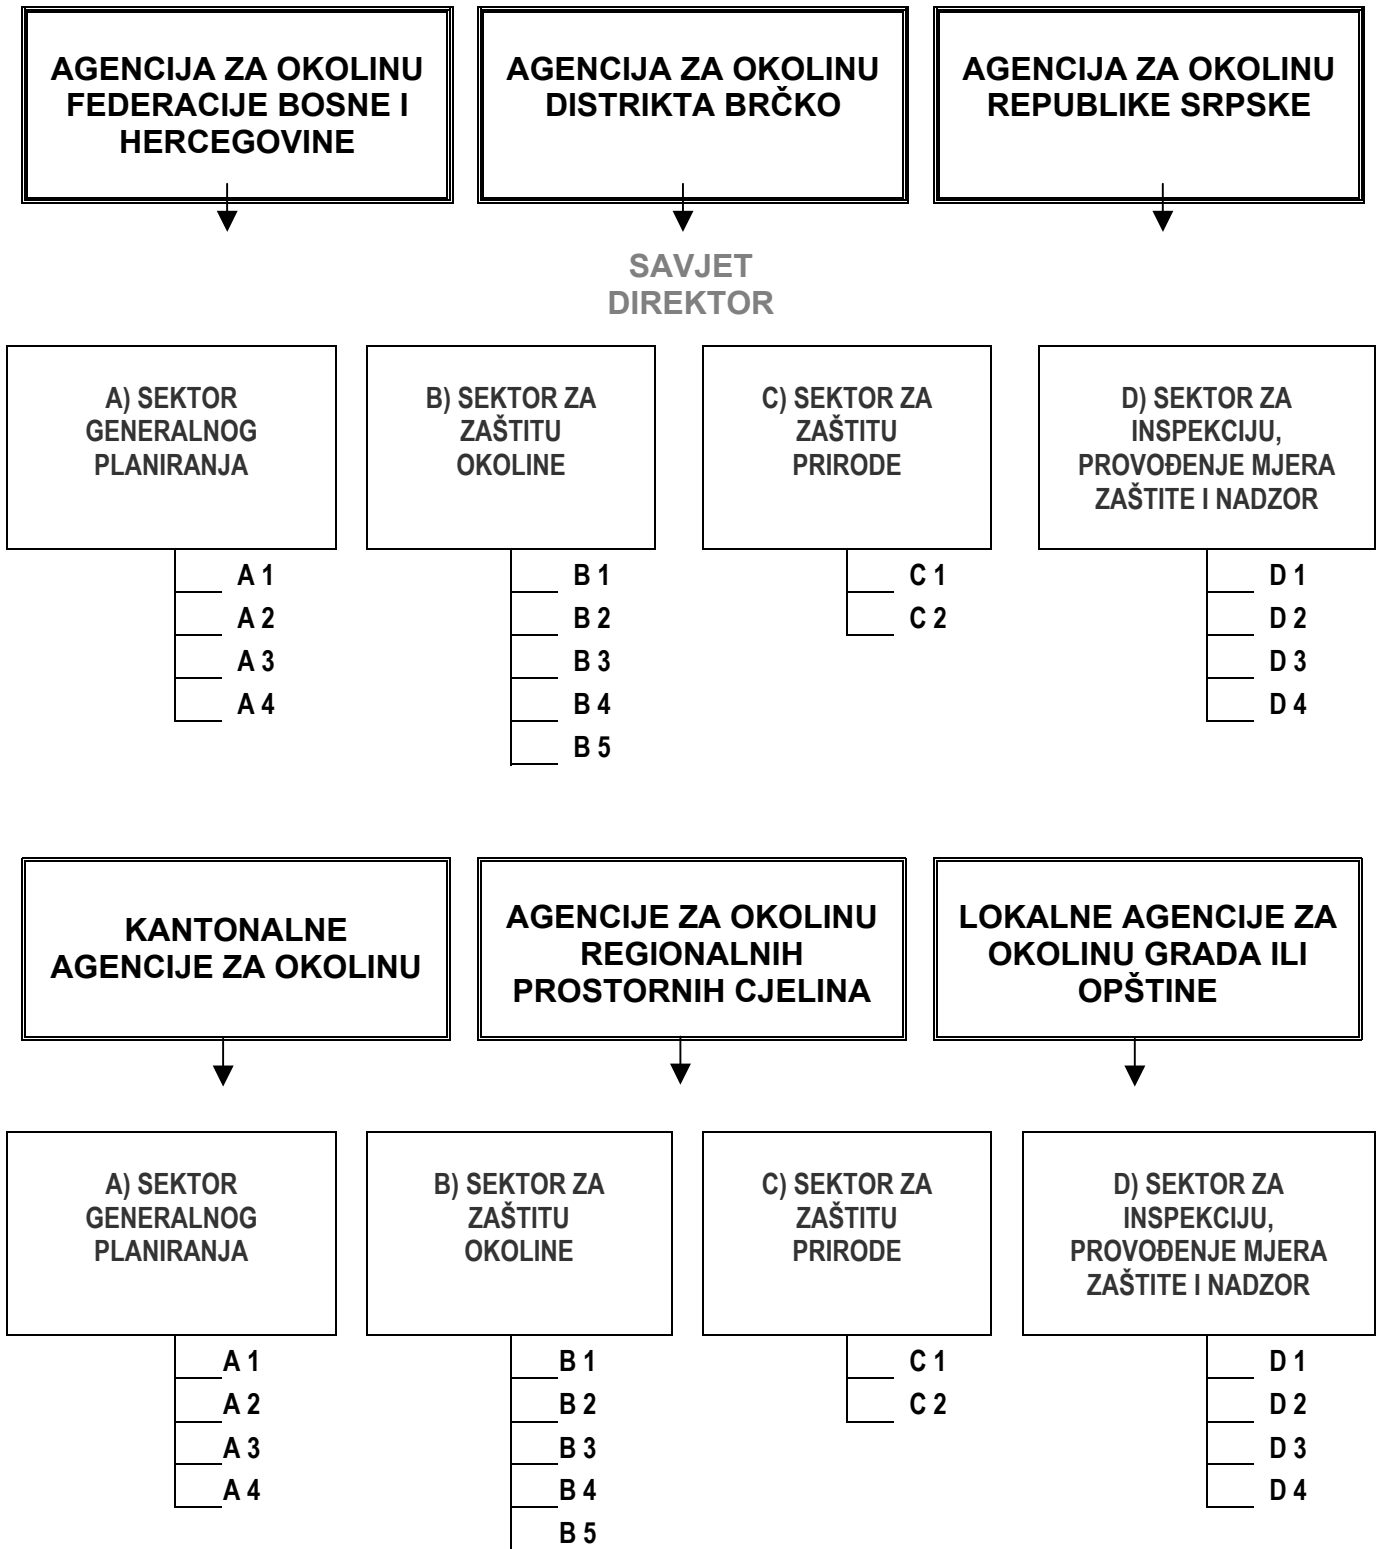 AGENCIJA ZA OKOLINU
FEDERACIJE BOSNE I
HERCEGOVINE
AGENCIJA ZA OKOLINU
DISTRIKTA BRČKO
AGENCIJA ZA OKOLINU
REPUBLIKE SRPSKE
SAVJET
DIREKTOR
A) SEKTOR
GENERALNOG
PLANIRANJA
B) SEKTOR ZA
ZAŠTITU
OKOLINE
C) SEKTOR ZA
ZAŠTITU
PRIRODE
D) SEKTOR ZA
INSPEKCIJU,
PROVOĐENJE MJERA
ZAŠTITE I NADZOR
A 1
A 2
A 3
A 4
B 1
B 2
B 3
B 4
B 5
C 1
C 2
D 1
D 2
D 3
D 4
KANTONALNE
AGENCIJE ZA OKOLINU
AGENCIJE ZA OKOLINU
REGIONALNIH
PROSTORNIH CJELINA
LOKALNE AGENCIJE ZA
OKOLINU GRADA ILI
OPŠTINE
A) SEKTOR
GENERALNOG
PLANIRANJA
B) SEKTOR ZA
ZAŠTITU
OKOLINE
C) SEKTOR ZA
ZAŠTITU
PRIRODE
D) SEKTOR ZA
INSPEKCIJU,
PROVOĐENJE MJERA
ZAŠTITE I NADZOR
A 1
A 2
A 3
A 4
B 1
B 2
B 3
B 4
B 5
C 1
C 2
D 1
D 2
D 3
D 4